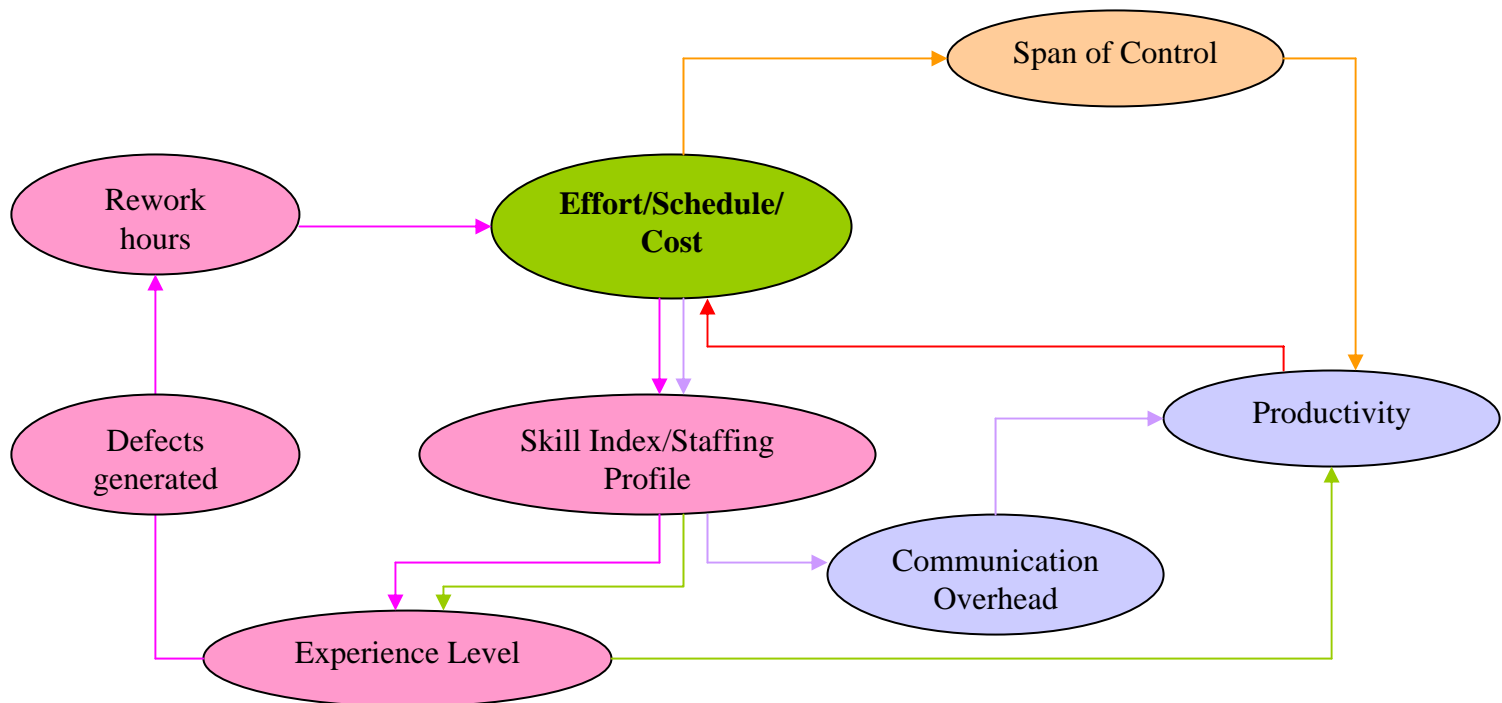 Span of Control
Rework
hours
Effort/Schedule/
Cost
Productivity
Defects
generated
Skill Index/Staffing
Profile
Communication
Overhead
Experience Level